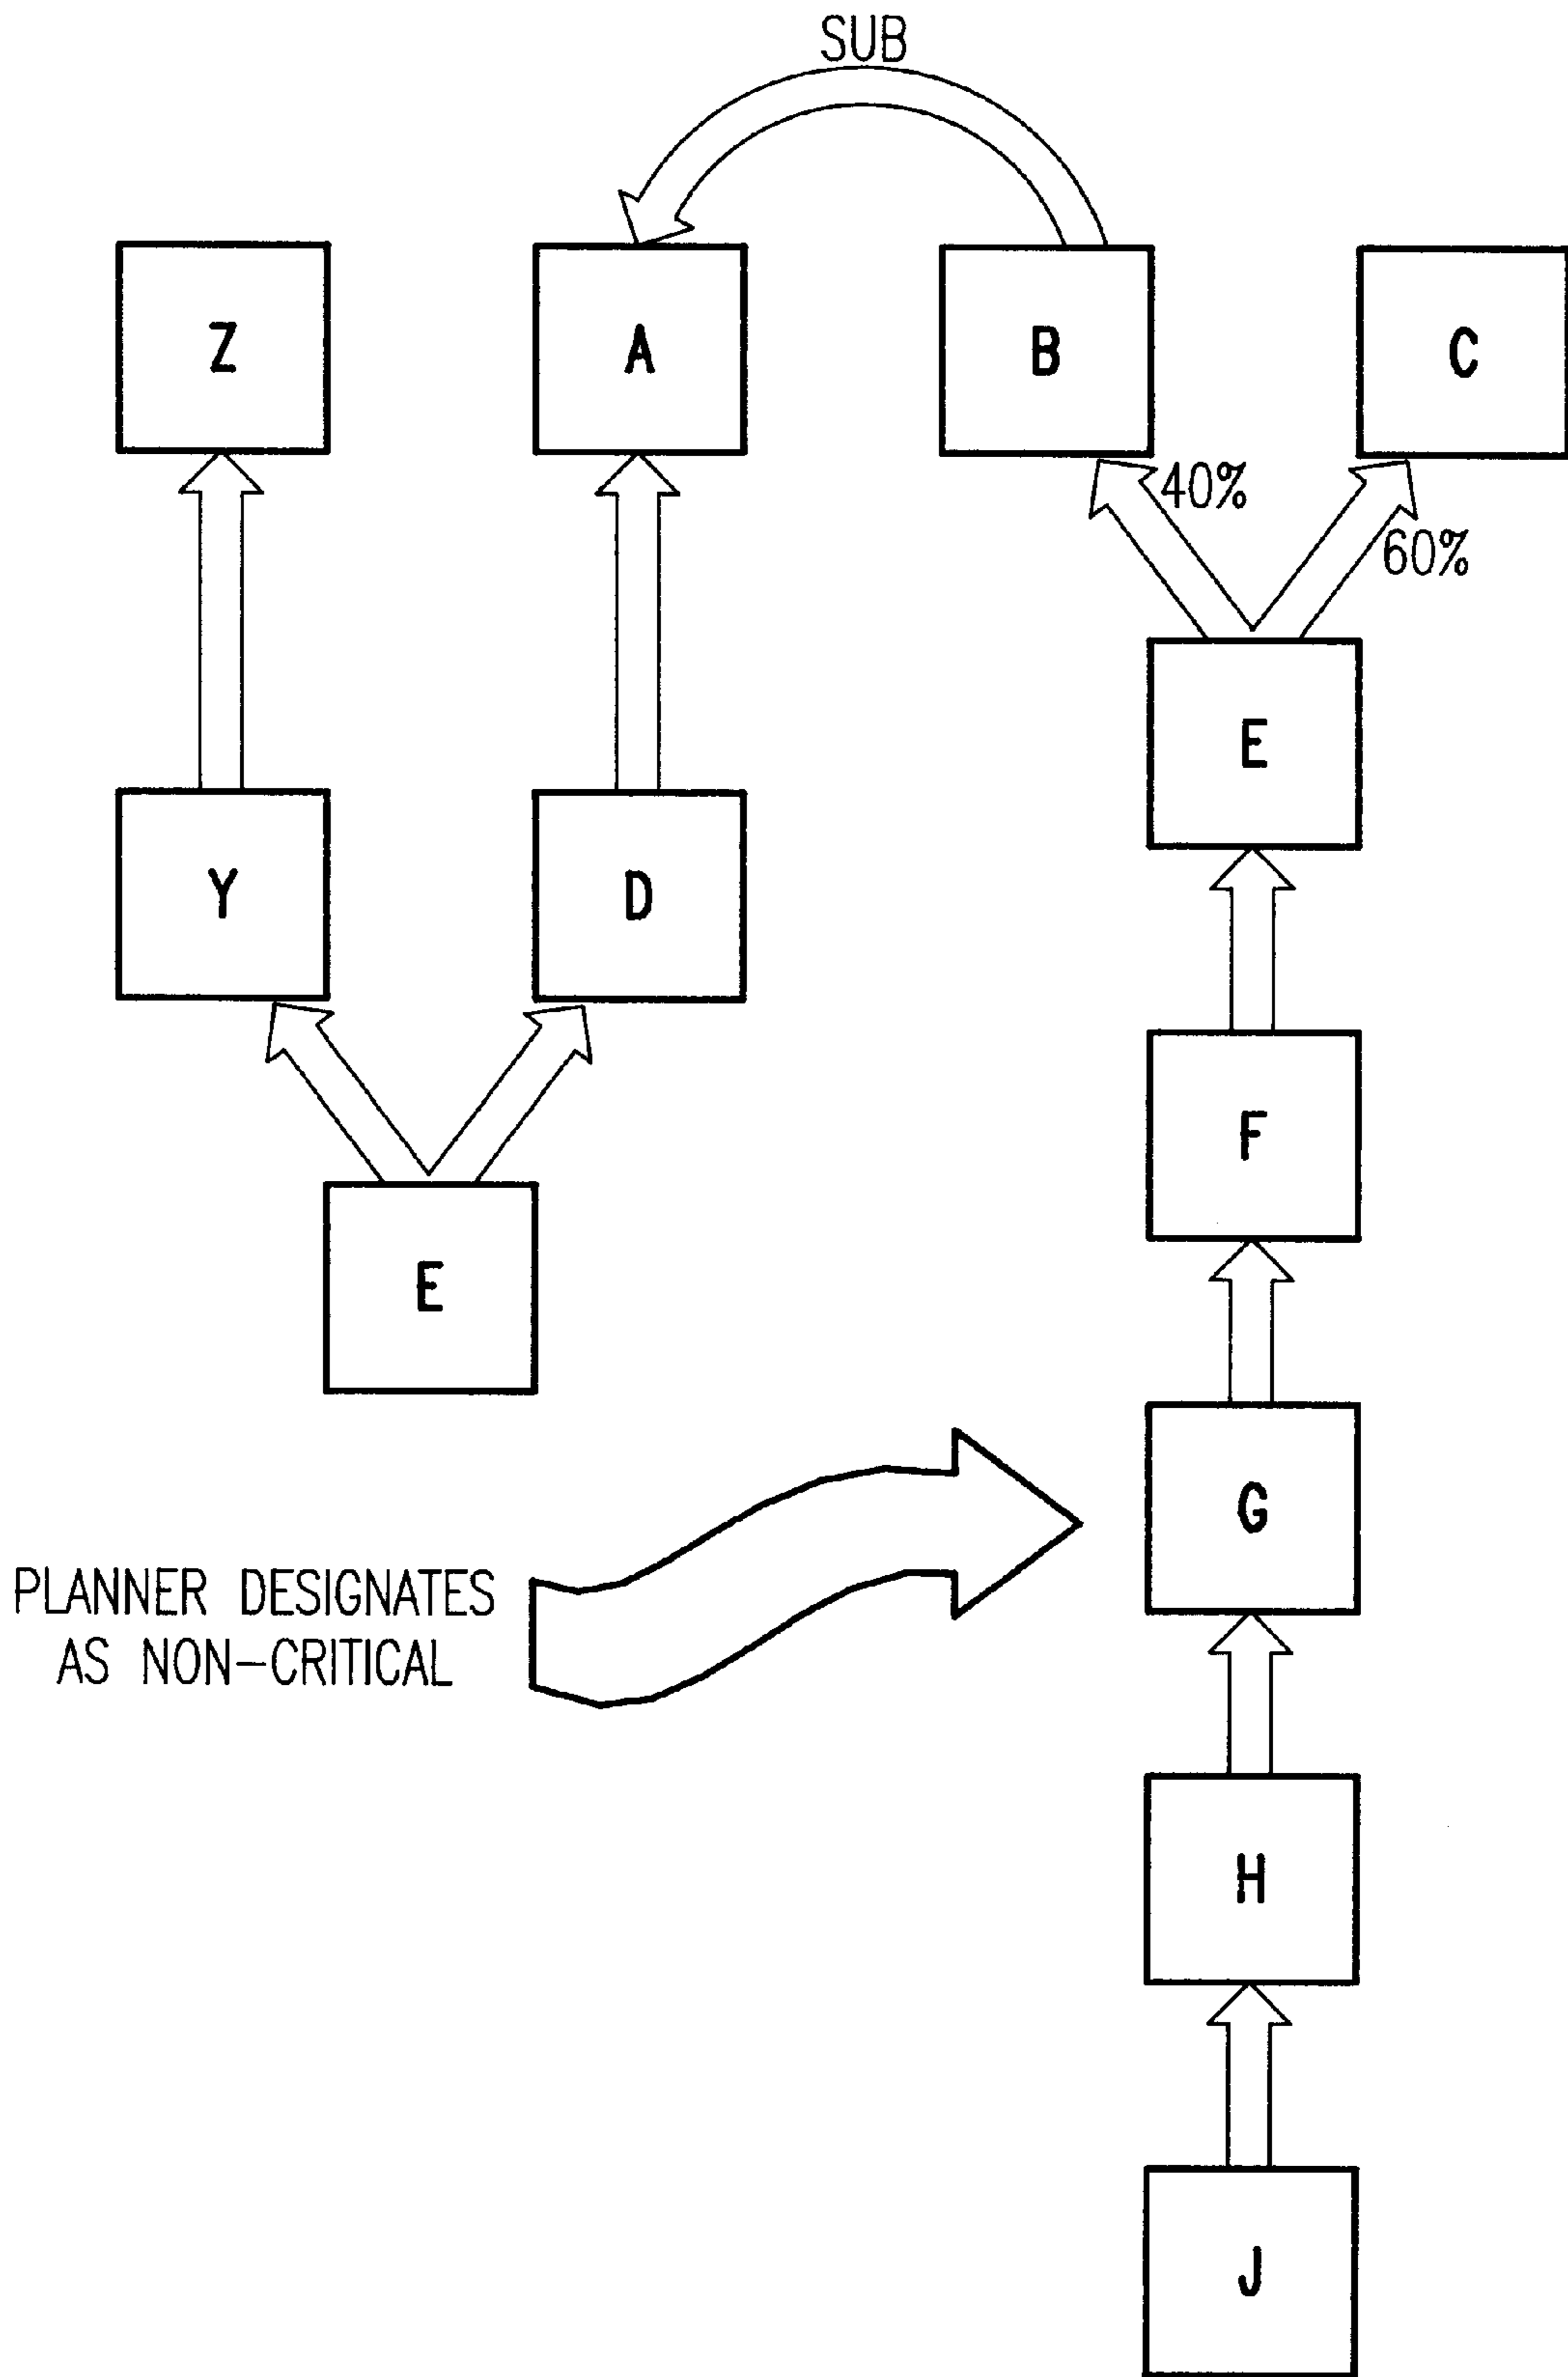 SUB
Z
A
B
C
40%
60%
E
Y
D
F
E
G
PLANNER DESIGNATES
AS NON-CRITICAL
H
J